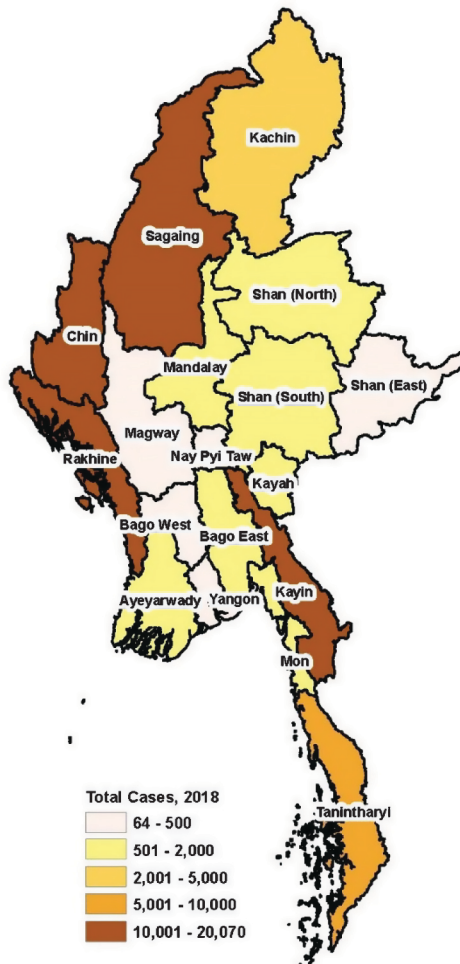 Kachin
Sagaing
Shan (North)
Chin
Mandalay
Shan (East)
Shan (South)
Magway
Rakhine
Nay Pyi Taw
Kayah
Bago West
Bago East
Kayin
Ayeyarwady
Yangon
Mon
Tanintharyi
Total Cases, 2018
64 - 500
501 - 2,000
2,001 - 5,000
5,001 - 10,000
10,001 - 20,070